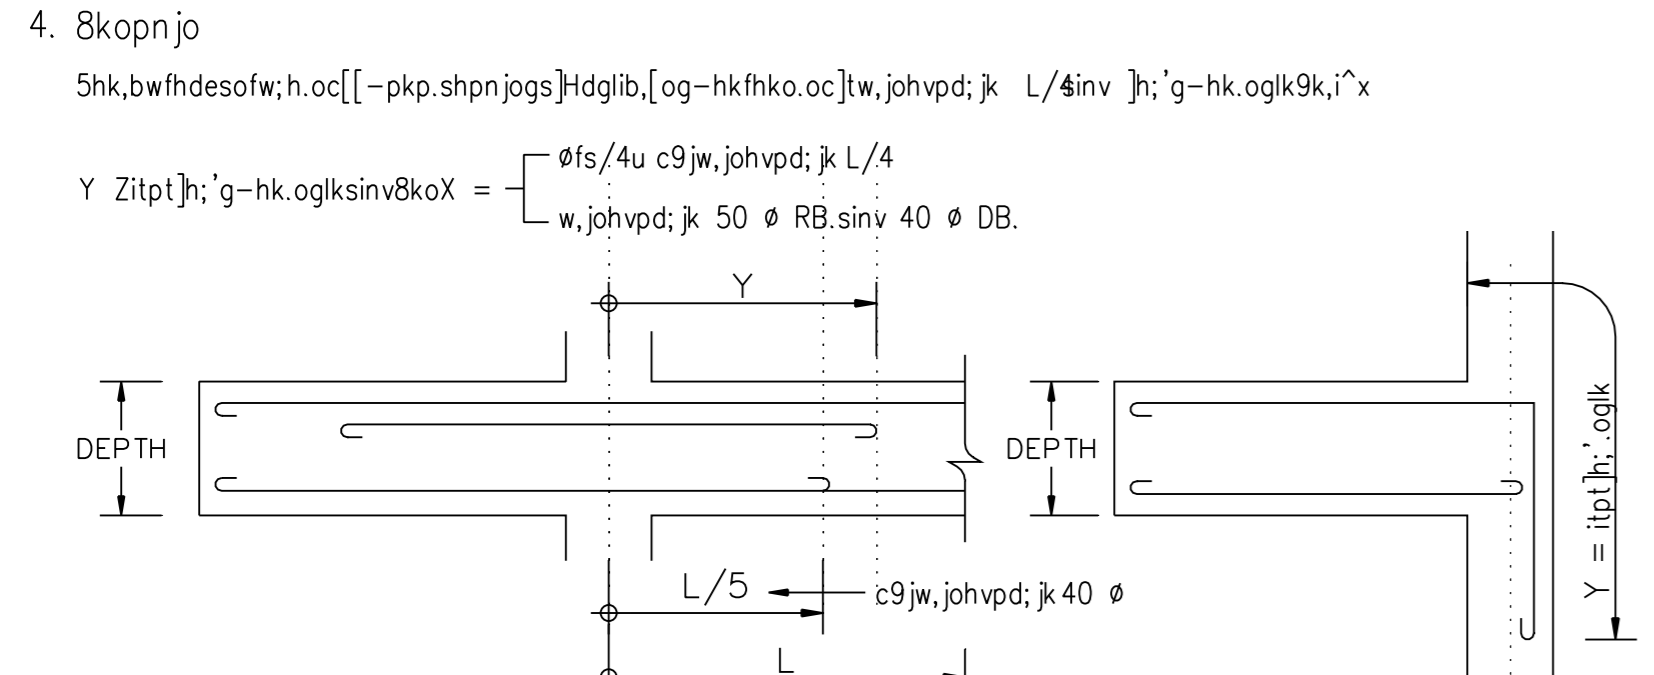 4. 8kopnjo
5hk,bwfhdesofw;h.oc[[-pkp.shpnjogs]Hdglib,[og-hkfhko.oc]tw,johvpd;jk L/4 sinv ]h;'g-hk.oglk9k,i^x
øfs/4u c9jw,johvpd;jk L/4
Y Zitpt]h;'g-hk.oglksinv8koX =
w,johvpd;jk 50 ø RB.sinv 40 ø DB.
Y
DEPTH
DEPTH
Y = itpt]h;'.oglk
L/5
c9jw,johvpd;jk 40 ø
L